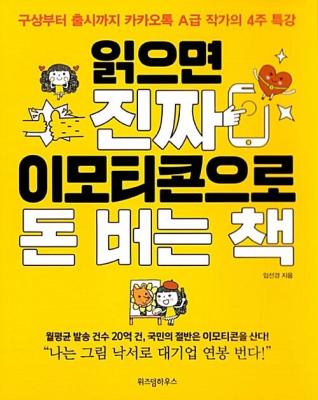 구상부터 출시까지 카카오톡 A급 작가의 4주 특강
읽으면
진짜
이모티콘으로
돈 버는 책
임선경 지음
월평균 발송 건수 20억 건, 국민의 절반은 이모티콘을 산다!
“나는 그림 낙서로 대기업 연봉 번다!”
위즈덤하우스